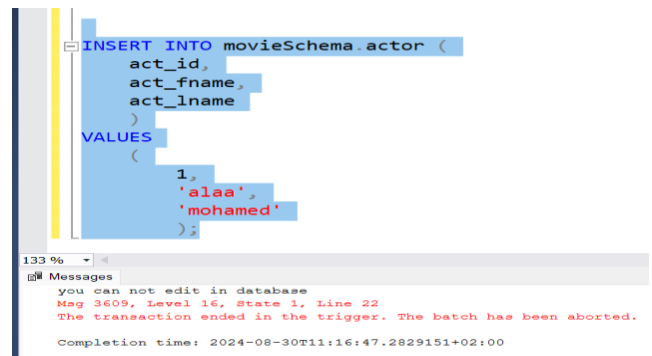 INSERT INTO movieSchema.actor (
act_id,
act_fname,
act_lname
)
VALUES
(
1,
'alaa',
'mohamed'
);
133 %
Messages
you can not edit in database
Msg 3609, Level 16, State 1, Line 22
The transaction ended in the trigger. The batch has been aborted.
Completion time: 2024-08-30T11:16:47.2829151+02:00